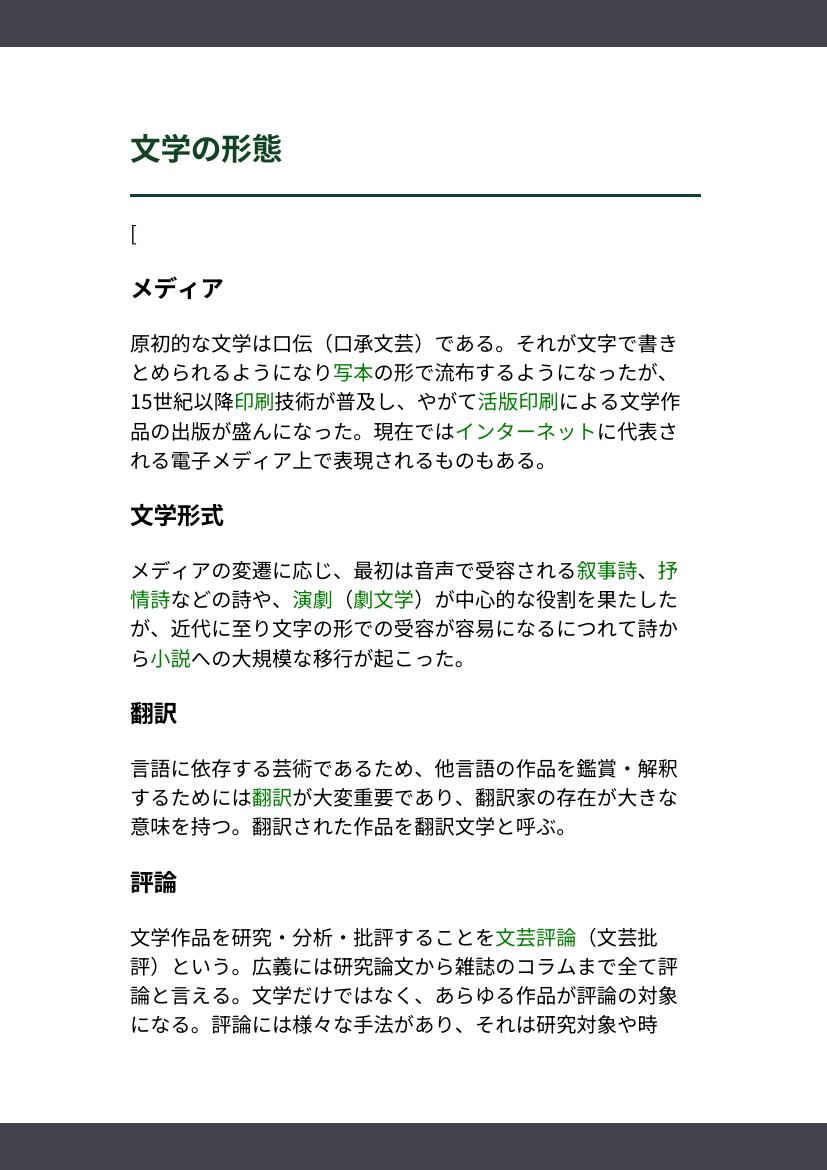 文学の形態
[
メディア
原初的な文学は口伝（口承文芸）である。それが文字で書き
とめられるようになり写本の形で流布するようになったが、
15世紀以降印刷技術が普及し、やがて活版印刷による文学作
品の出版が盛んになった。現在ではインターネットに代表さ
れる電子メディア上で表現されるものもある。
文学形式
メディアの変遷に応じ、最初は音声で受容される叙事詩、抒
情詩などの詩や、演劇（劇文学）が中心的な役割を果たした
が、近代に至り文字の形での受容が容易になるにつれて詩か
ら小説への大規模な移行が起こった。
翻訳
言語に依存する芸術であるため、他言語の作品を鑑賞・解釈
するためには翻訳が大変重要であり、翻訳家の存在が大きな
意味を持つ。翻訳された作品を翻訳文学と呼ぶ。
評論
文学作品を研究・分析・批評することを文芸評論（文芸批
評）という。広義には研究論文から雑誌のコラムまで全て評
論と言える。文学だけではなく、あらゆる作品が評論の対象
になる。評論には様々な手法があり、それは研究対象や時